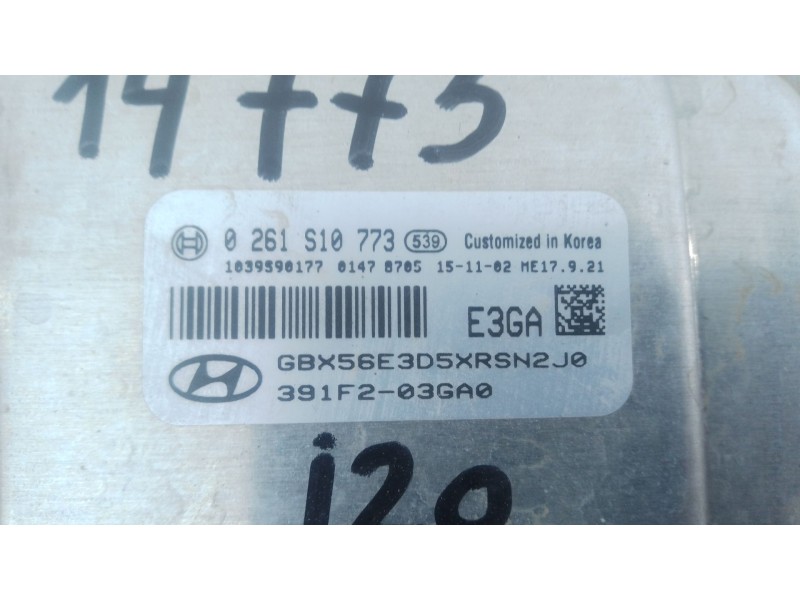 14773
0 261 S10 773 539 Customized in Korea
1039S90177 0147 8705 15-11-02 ME17.9.21
E3GA
GBX56E3D5XRSN2J0
391F2-03GA0
i20